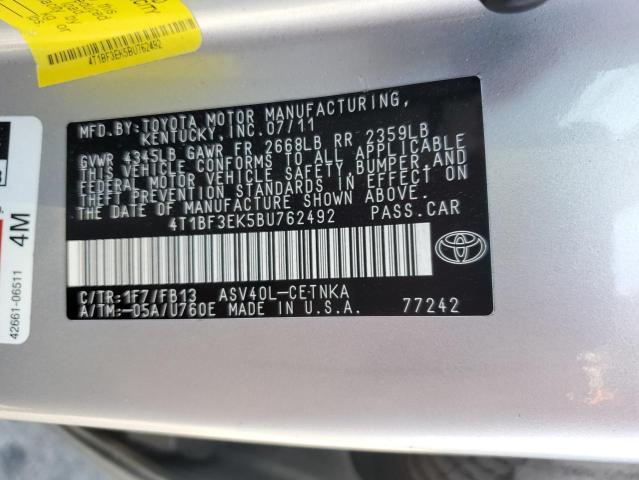 4T1BF3EK5BU762492
MFD.BY:TOYOTA MOTOR MANUFACTURING,
KENTUCKY,INC.07/11
GVWR 4345LB GAWR FR 2668LB RR 2359LB
THIS VEHICLE CONFORMS TO ALL APPLICABLE
FEDERAL MOTOR VEHICLE SAFETY,BUMPER,AND
THEFT PREVENTION STANDARDS IN EFFECT ON
THE DATE OF MANUFACTURE SHOWN ABOVE.
4T1BF3EK5BU762492 PASS.CAR
C/TR:1F7/FB13 ASV40L-CETNKA
A/TM:-05A/U760E MADE IN U.S.A. 77242
4M
42661-06511